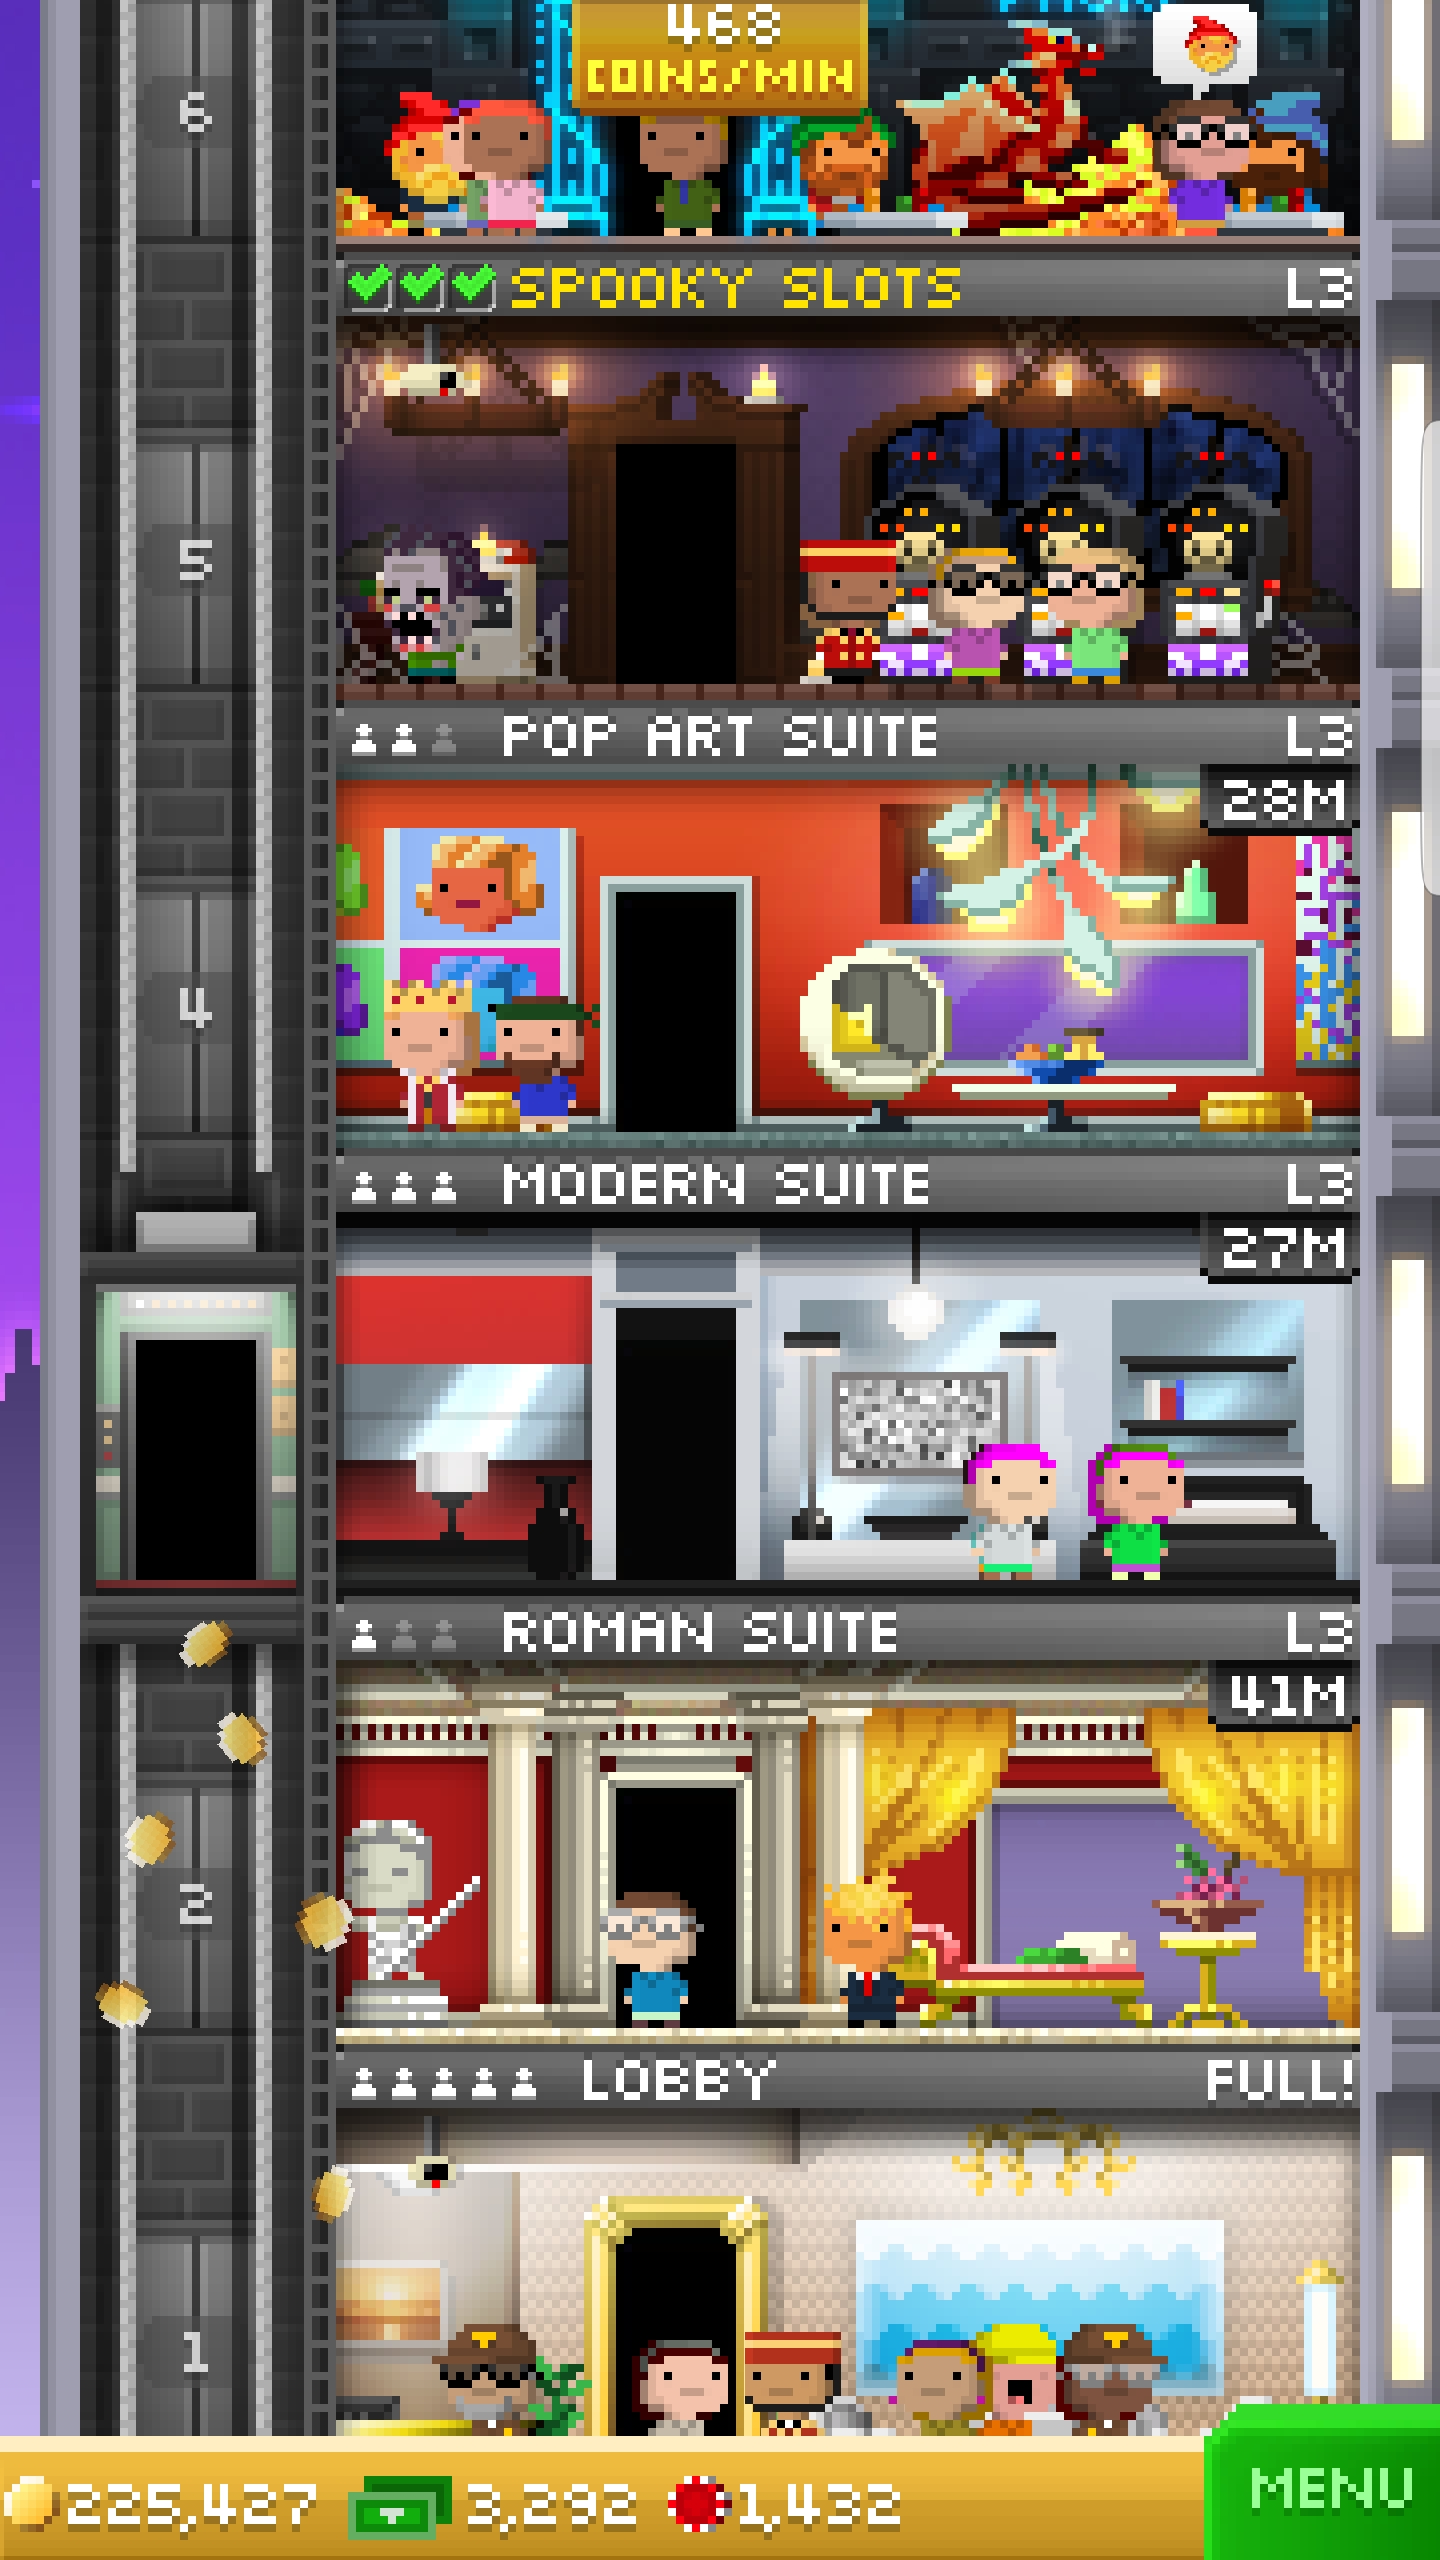 468
COINS/MIN
6
SPOOKY SLOTS L3
5
POP ART SUITE L3
28M
4
MODERN SUITE L3
27M
ROMAN SUITE L3
41M
2
LOBBY FULL!
1
225,427 3,292 1,432 MENU